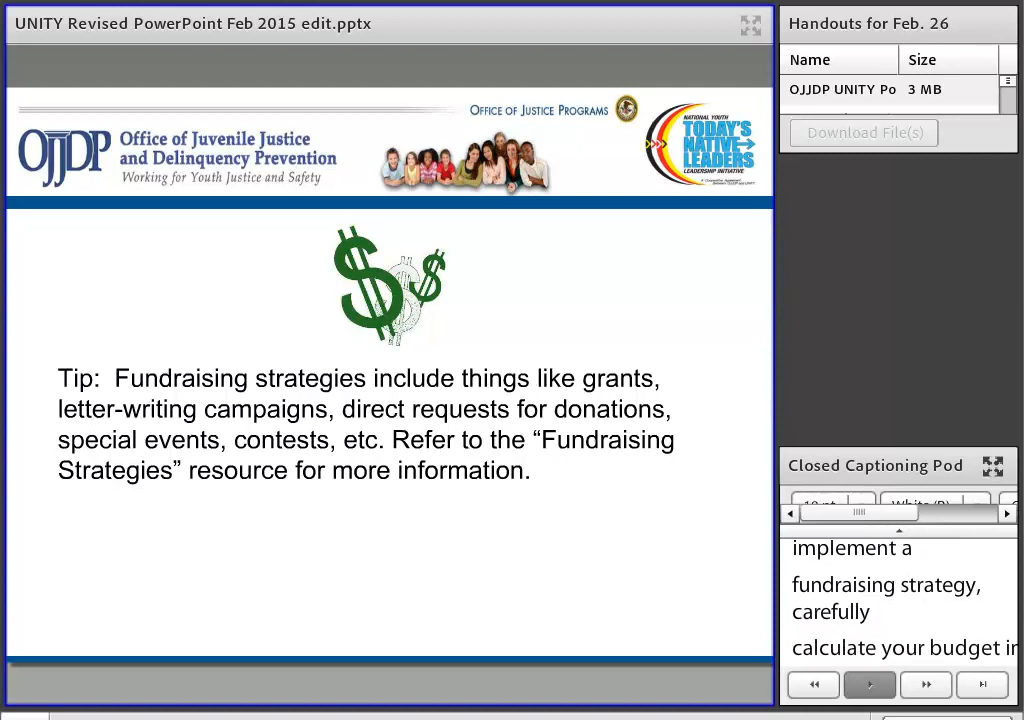 UNITY Revised PowerPoint Feb 2015 edit.pptx
OFFICE OF JUSTICE PROGRAMS
OJJDP
Office of Juvenile Justice
and Delinquency Prevention
Working for Youth Justice and Safety
NATIONAL YOUTH
TODAY'S
NATIVE
LEADERS
LEADERSHIP INITIATIVE
Tip: Fundraising strategies include things like grants,
letter-writing campaigns, direct requests for donations,
special events, contests, etc. Refer to the “Fundraising
Strategies” resource for more information.
Handouts for Feb. 26
Name Size
OJJDP UNITY Po 3 MB
Download File(s)
Closed Captioning Pod
implement a
fundraising strategy,
carefully
calculate your budget in